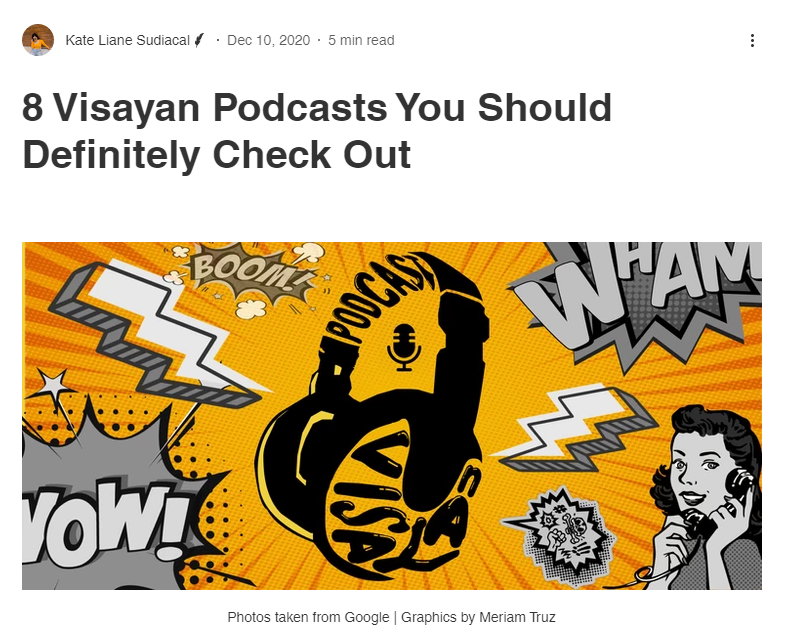 Kate Liane Sudiacal · Dec 10, 2020 · 5 min read
8 Visayan Podcasts You Should
Definitely Check Out
BOOM!
WHAM
PODCAST
VISAYAn
WOW!
Photos taken from Google | Graphics by Meriam Truz